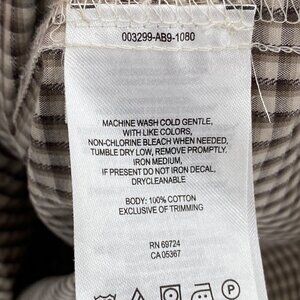 003299-AB9-1080
MACHINE WASH COLD GENTLE,
WITH LIKE COLORS,
NON-CHLORINE BLEACH WHEN NEEDED,
TUMBLE DRY LOW, REMOVE PROMPTLY.
IRON MEDIUM,
IF PRESENT DO NOT IRON DECAL,
DRYCLEANABLE
BODY: 100% COTTON
EXCLUSIVE OF TRIMMING
RN 69724
CA 05367
P